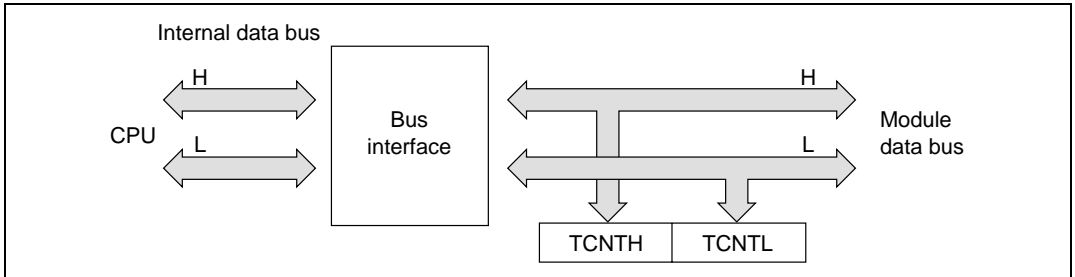 Internal data bus
H
H
CPU
Bus
interface
L
L
Module
data bus
TCNTH
TCNTL